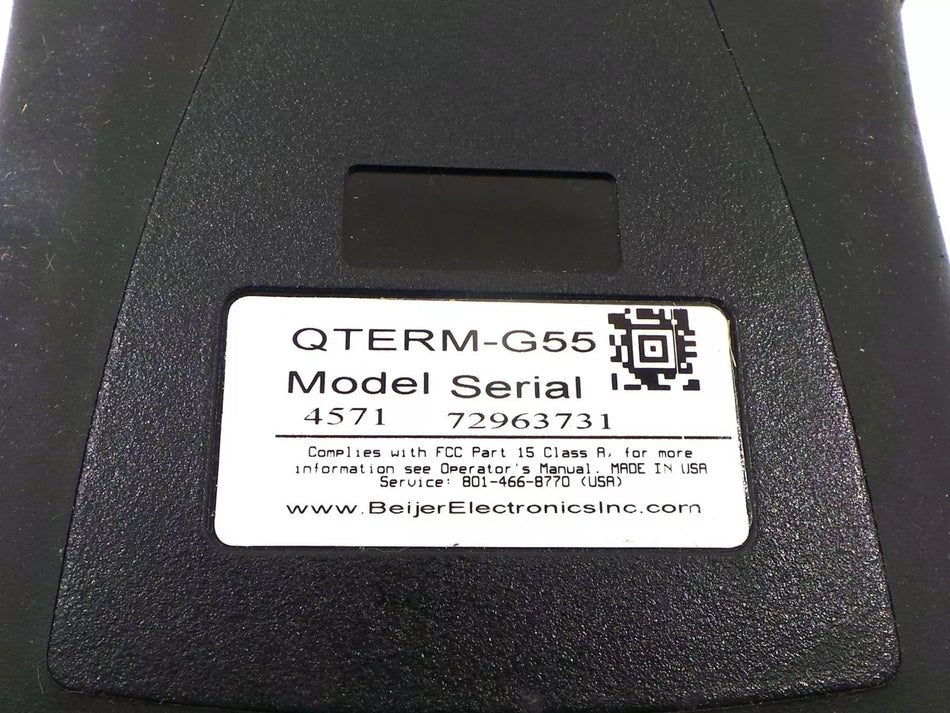 QTERM-G55
Model Serial
4571 72963731
Complies with FCC Part 15 Class A, for more
information see Operator's Manual. MADE IN USA
Service: 801-466-8770 (USA)
www.BeijerElectronicsInc.com